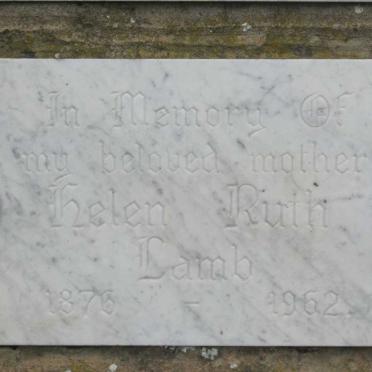 In Memory Of
my beloved mother
Helen Ruth
Lamb
1876 - 1962.